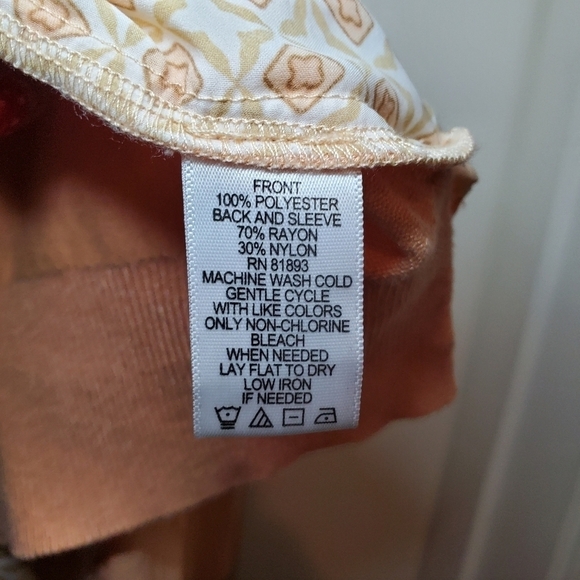 FRONT
100% POLYESTER
BACK AND SLEEVE
70% RAYON
30% NYLON
RN 81893
MACHINE WASH COLD
GENTLE CYCLE
WITH LIKE COLORS
ONLY NON-CHLORINE
BLEACH
WHEN NEEDED
LAY FLAT TO DRY
LOW IRON
IF NEEDED